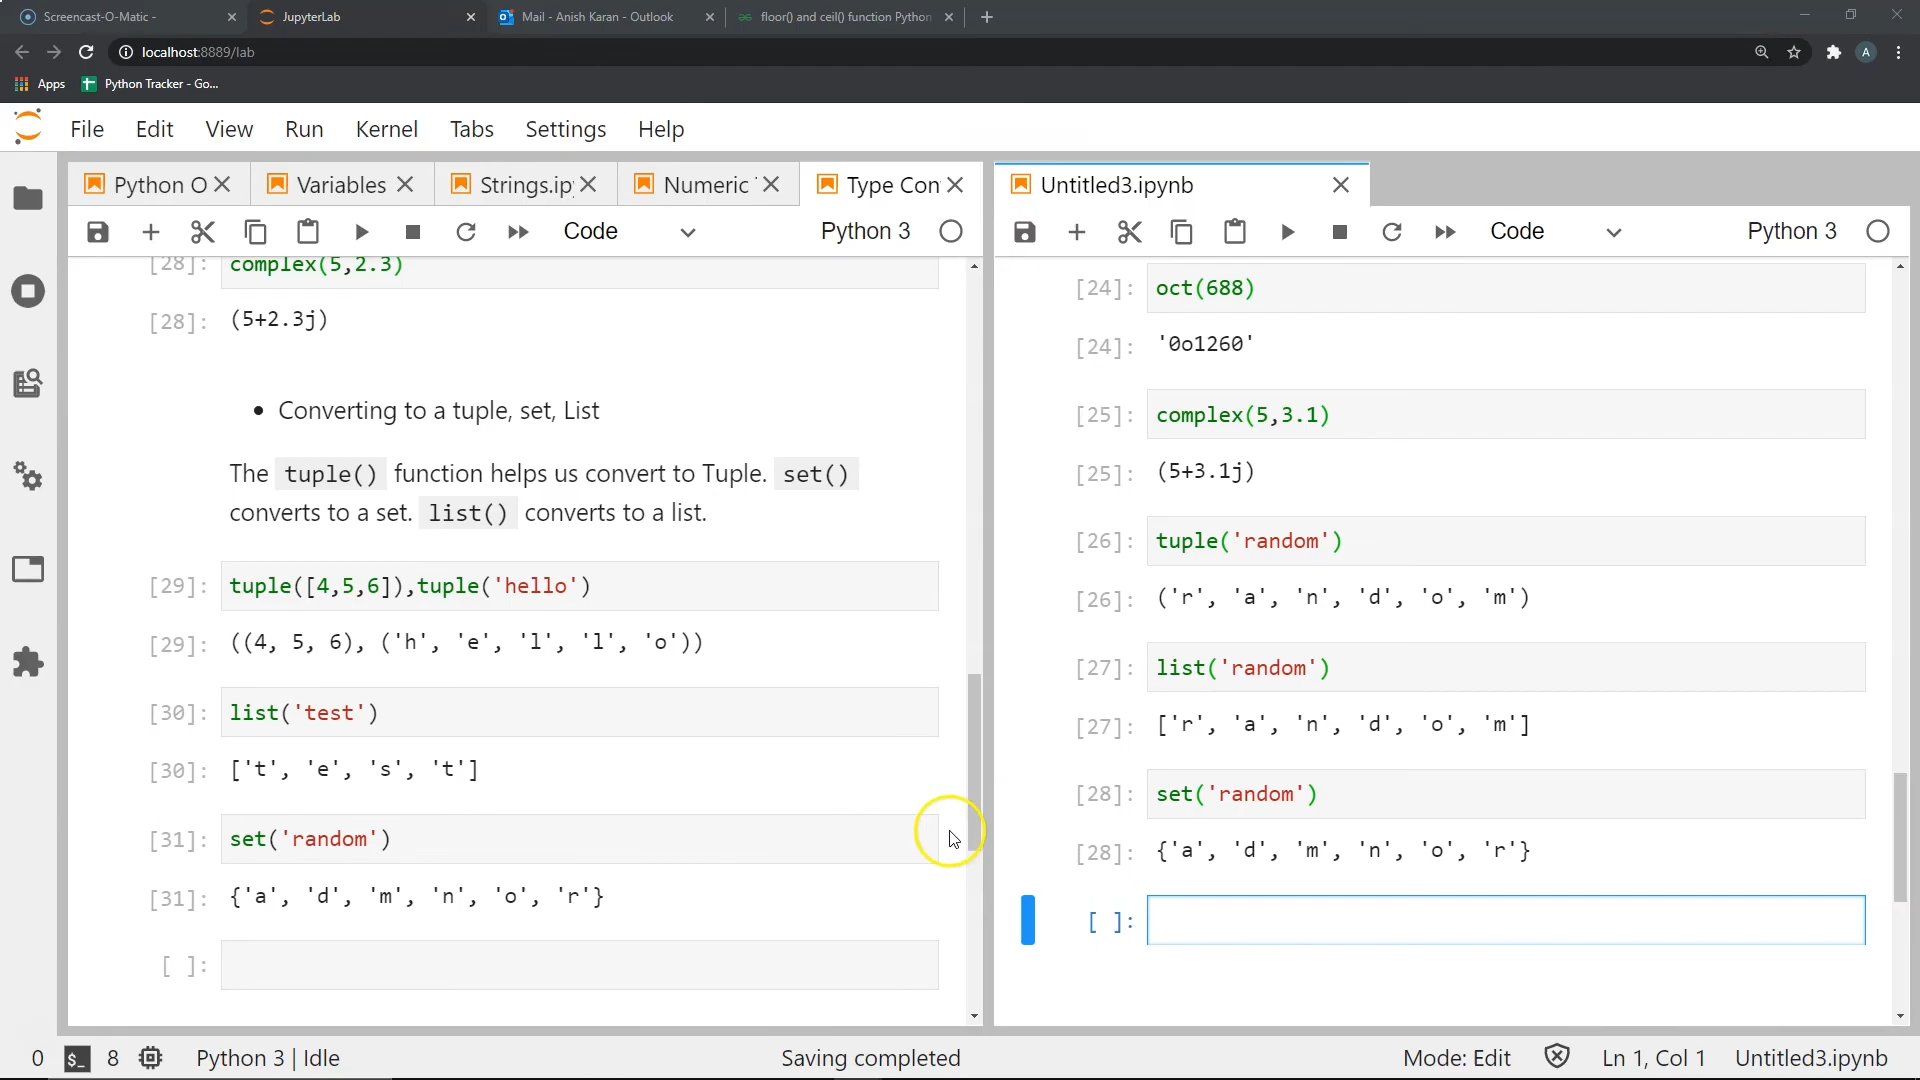 Screencast-O-Matic -
JupyterLab
Mail - Anish Karan - Outlook
floor() and ceil() function Python
localhost:8889/lab
A
Apps
Python Tracker - Go...
File Edit View Run Kernel Tabs Settings Help
Python O
Variables
Strings.ip
Numeric
Type Con
Code
Python 3
[28]: complex(5,2.3)
[28]: (5+2.3j)
• Converting to a tuple, set, List
The tuple() function helps us convert to Tuple. set()
converts to a set. list() converts to a list.
[29]: tuple([4,5,6]),tuple('hello')
[29]: ((4, 5, 6), ('h', 'e', 'l', 'l', 'o'))
[30]: list('test')
[30]: ['t', 'e', 's', 't']
[31]: set('random')
[31]: {'a', 'd', 'm', 'n', 'o', 'r'}
[ ]:
Untitled3.ipynb
Code
Python 3
[24]: oct(688)
[24]: '0o1260'
[25]: complex(5,3.1)
[25]: (5+3.1j)
[26]: tuple('random')
[26]: ('r', 'a', 'n', 'd', 'o', 'm')
[27]: list('random')
[27]: ['r', 'a', 'n', 'd', 'o', 'm']
[28]: set('random')
[28]: {'a', 'd', 'm', 'n', 'o', 'r'}
[ ]:
0 $_ 8 Python 3 | Idle Saving completed Mode: Edit Ln 1, Col 1 Untitled3.ipynb